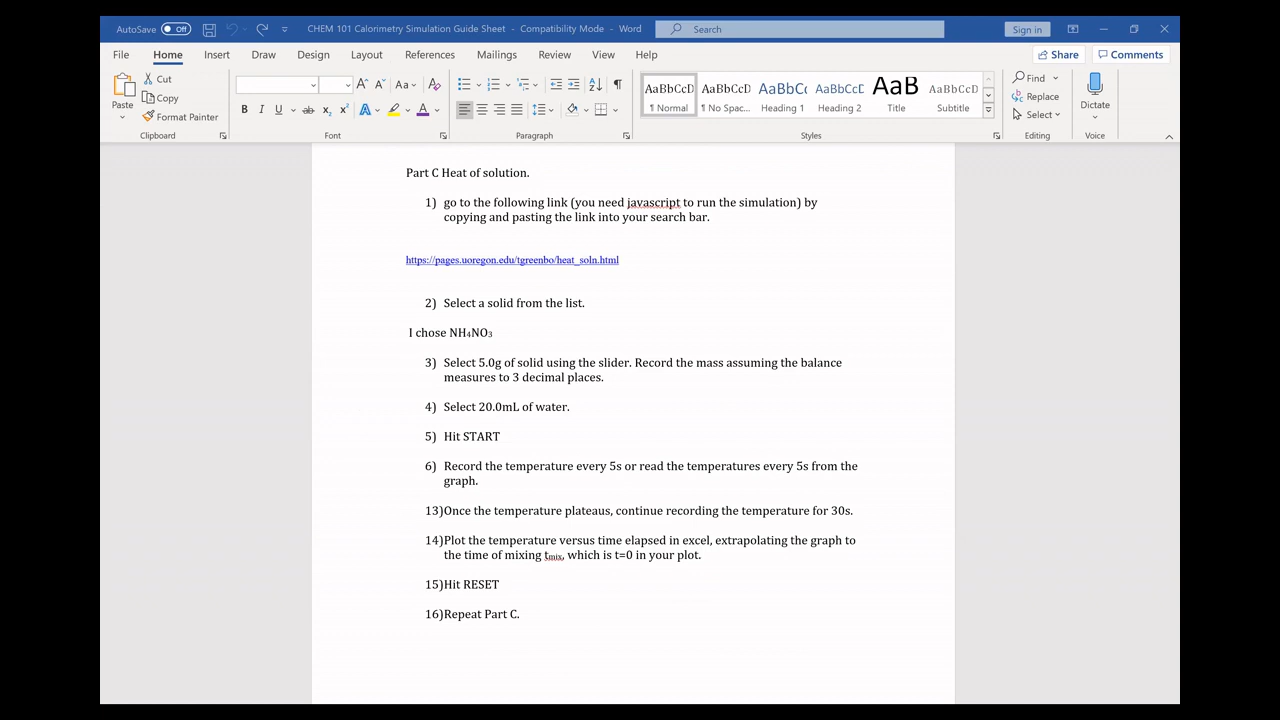 AutoSave Off CHEM 101 Calorimetry Simulation Guide Sheet - Compatibility Mode - Word Search Sign in
File Home Insert Draw Design Layout References Mailings Review View Help Share Comments
Paste Cut Copy Format Painter Clipboard
Aa A B I U ab x₂ x² A A Font
Paragraph
AaBbCcD ¶ Normal AaBbCcD ¶ No Spac... AaBbCc Heading 1 AaBbCcD Heading 2 AaB Title AaBbCcD Subtitle Styles
Find Replace Select Editing
Dictate Voice
Part C Heat of solution.
1) go to the following link (you need javascript to run the simulation) by
copying and pasting the link into your search bar.
https://pages.uoregon.edu/tgreenbo/heat_soln.html
2) Select a solid from the list.
I chose NH₄NO₃
3) Select 5.0g of solid using the slider. Record the mass assuming the balance
measures to 3 decimal places.
4) Select 20.0mL of water.
5) Hit START
6) Record the temperature every 5s or read the temperatures every 5s from the
graph.
13)Once the temperature plateaus, continue recording the temperature for 30s.
14)Plot the temperature versus time elapsed in excel, extrapolating the graph to
the time of mixing tmix, which is t=0 in your plot.
15)Hit RESET
16)Repeat Part C.